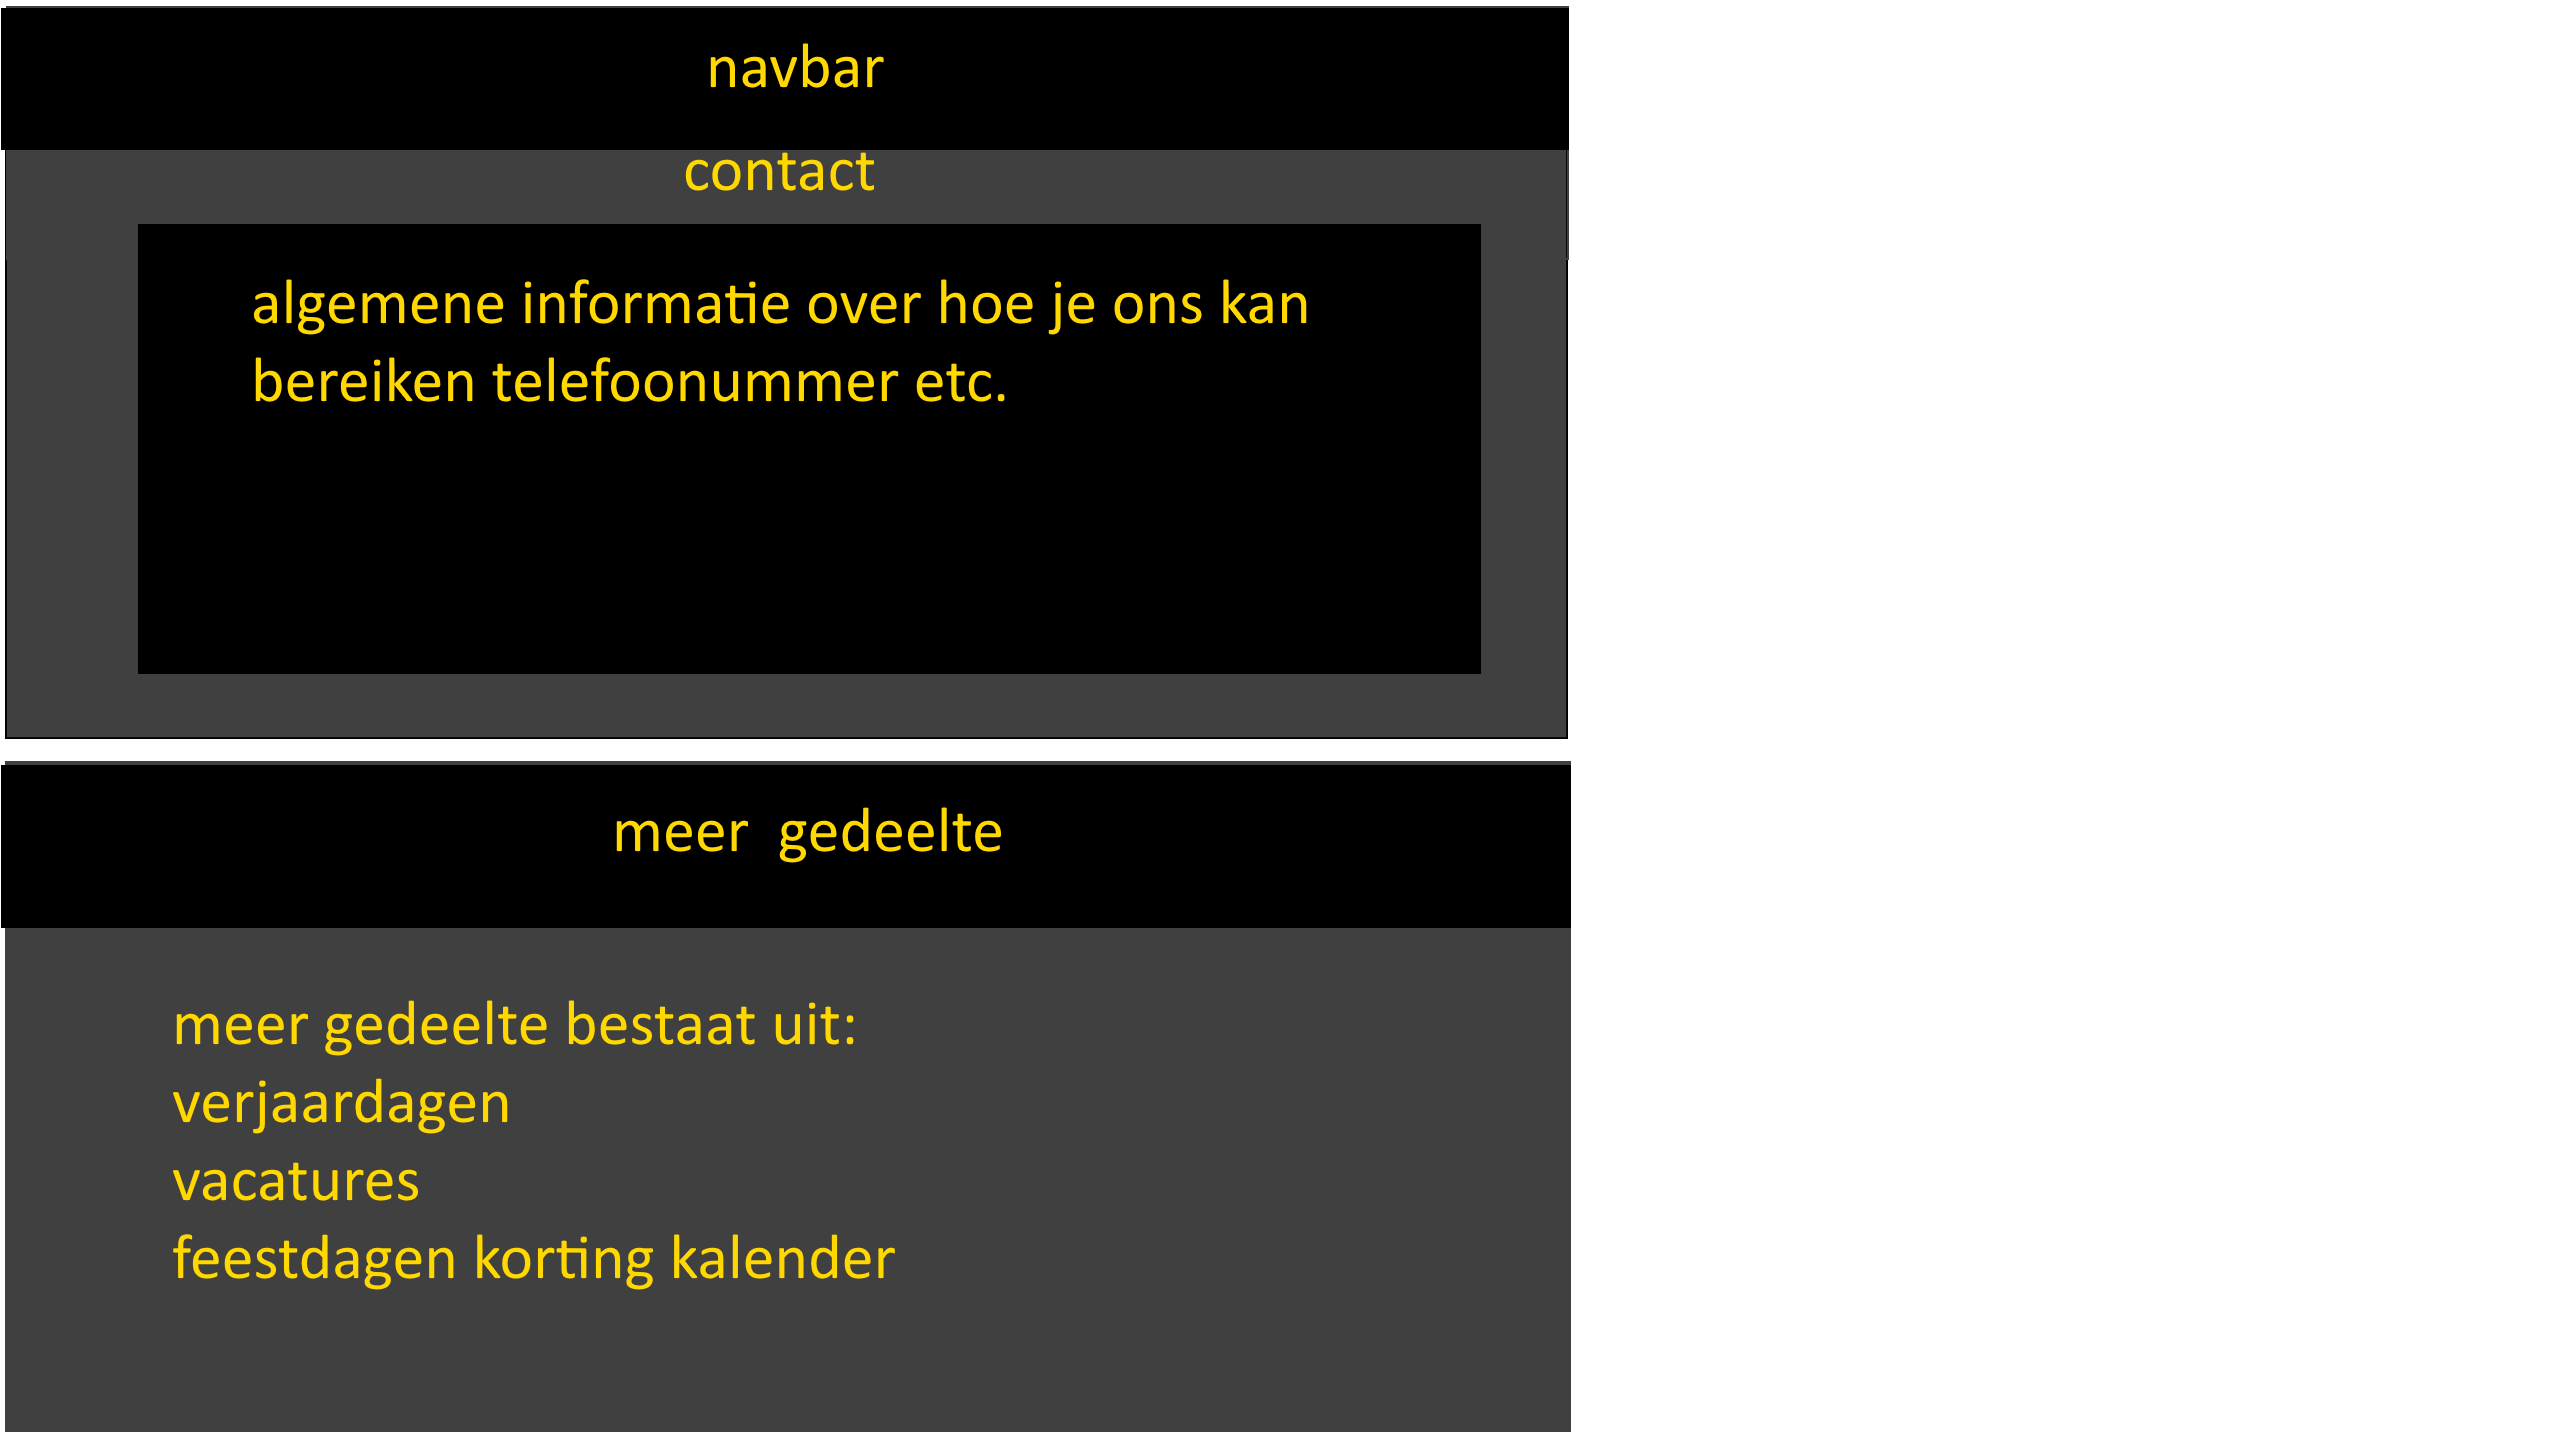 navbar
contact
algemene informatie over hoe je ons kan
bereiken telefoonummer etc.
meer  gedeelte
meer gedeelte bestaat uit:
verjaardagen
vacatures
feestdagen korting kalender